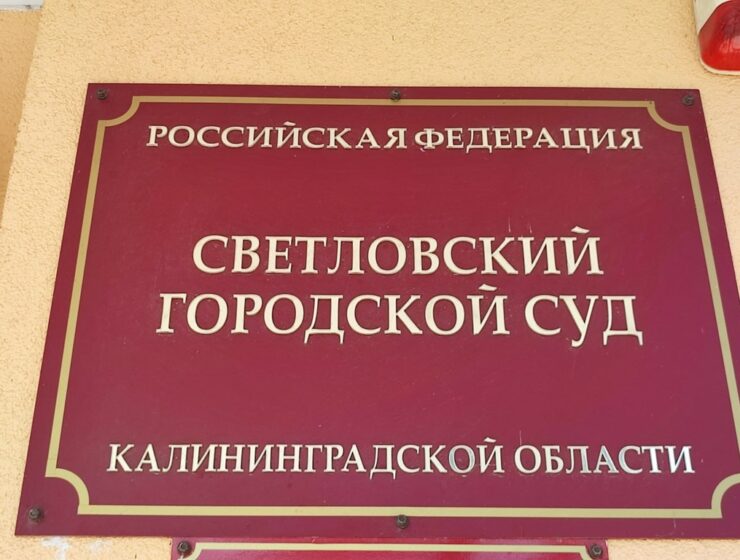 РОССИЙСКАЯ ФЕДЕРАЦИЯ
СВЕТЛОВСКИЙ
ГОРОДСКОЙ СУД
КАЛИНИНГРАДСКОЙ ОБЛАСТИ